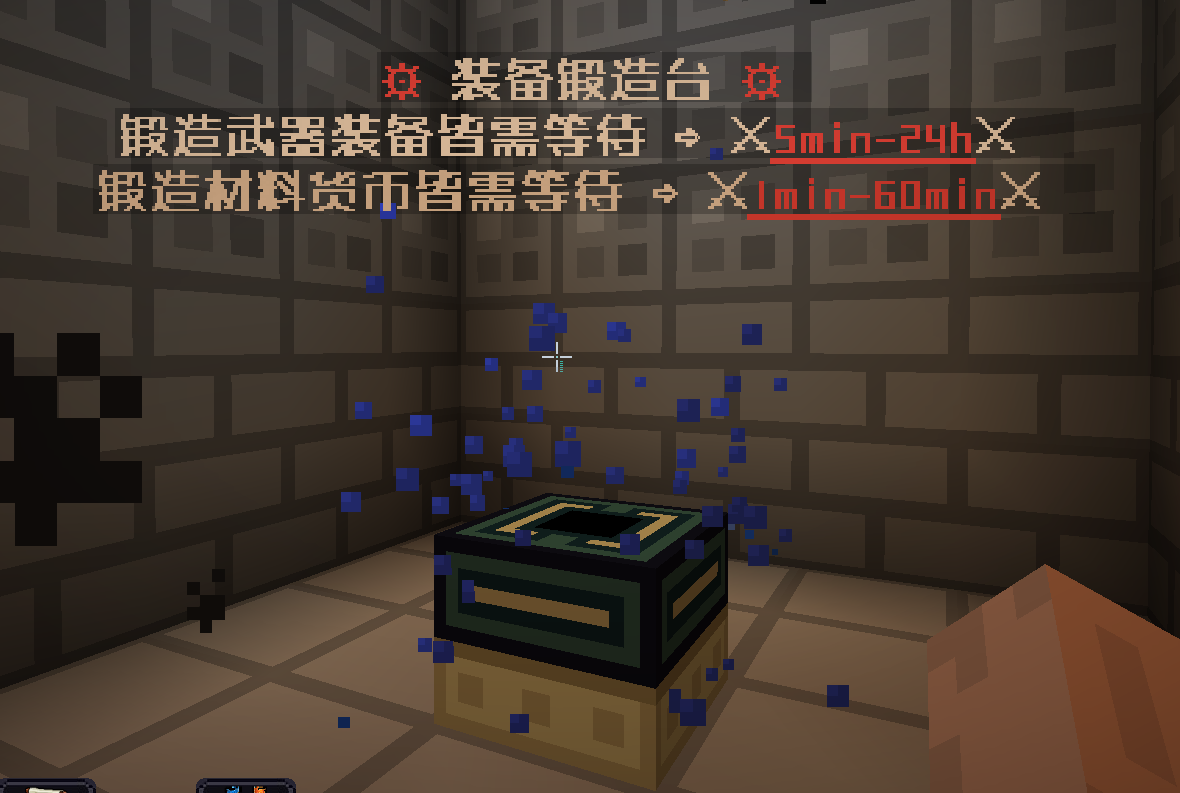 装备锻造台
锻造武器装备皆需等待 → ⚔5min-24h⚔
锻造材料货币皆需等待 → ⚔1min-60min⚔